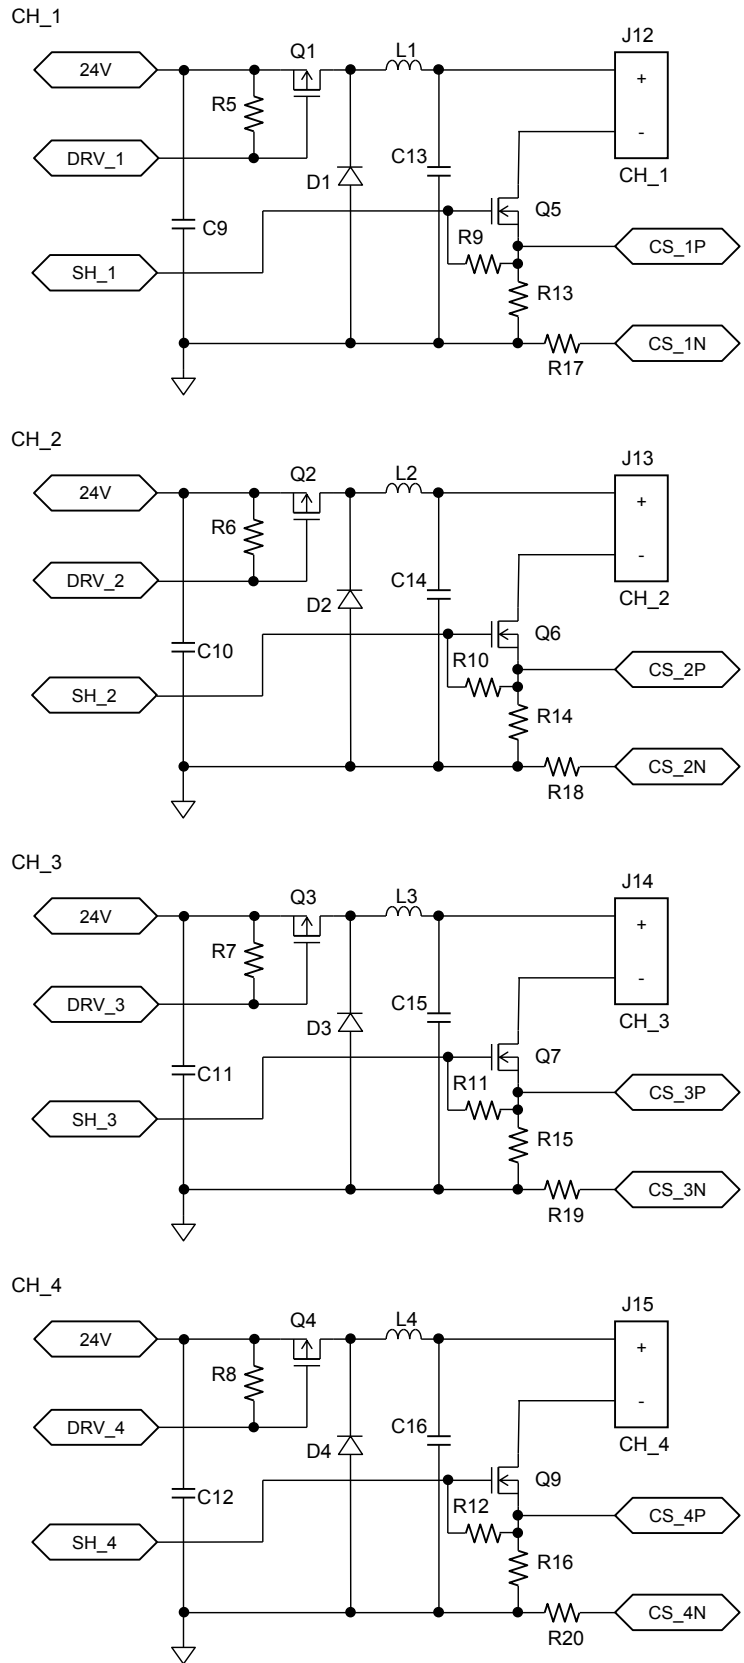 CH_1
J12
Q1
L1
24V
+
R5
DRV_1
-
C13
D1
CH_1
Q5
C9
R9
CS_1P
SH_1
R13
CS_1N
R17
CH_2
J13
Q2
L2
24V
+
R6
DRV_2
-
C14
D2
CH_2
Q6
C10
R10
CS_2P
SH_2
R14
CS_2N
R18
CH_3
J14
Q3
L3
24V
+
R7
DRV_3
-
C15
D3
CH_3
Q7
C11
R11
CS_3P
SH_3
R15
CS_3N
R19
CH_4
J15
Q4
L4
24V
+
R8
DRV_4
-
C16
D4
CH_4
Q9
C12
R12
CS_4P
SH_4
R16
CS_4N
R20